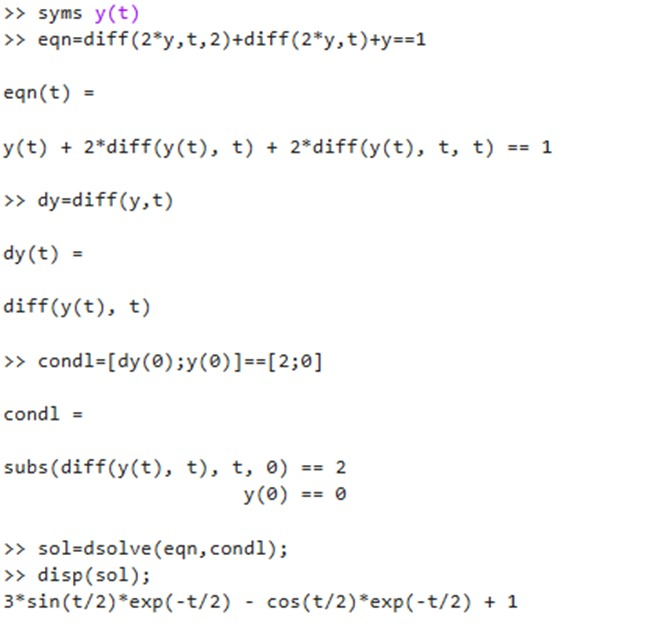 >> syms y(t)
>> eqn=diff(2*y,t,2)+diff(2*y,t)+y==1
eqn(t) =
y(t) + 2*diff(y(t), t) + 2*diff(y(t), t, t) == 1
>> dy=diff(y,t)
dy(t) =
diff(y(t), t)
>> condl=[dy(0);y(0)]==[2;0]
condl =
subs(diff(y(t), t), t, 0) == 2
y(0) == 0
>> sol=dsolve(eqn,condl);
>> disp(sol);
3*sin(t/2)*exp(-t/2) - cos(t/2)*exp(-t/2) + 1